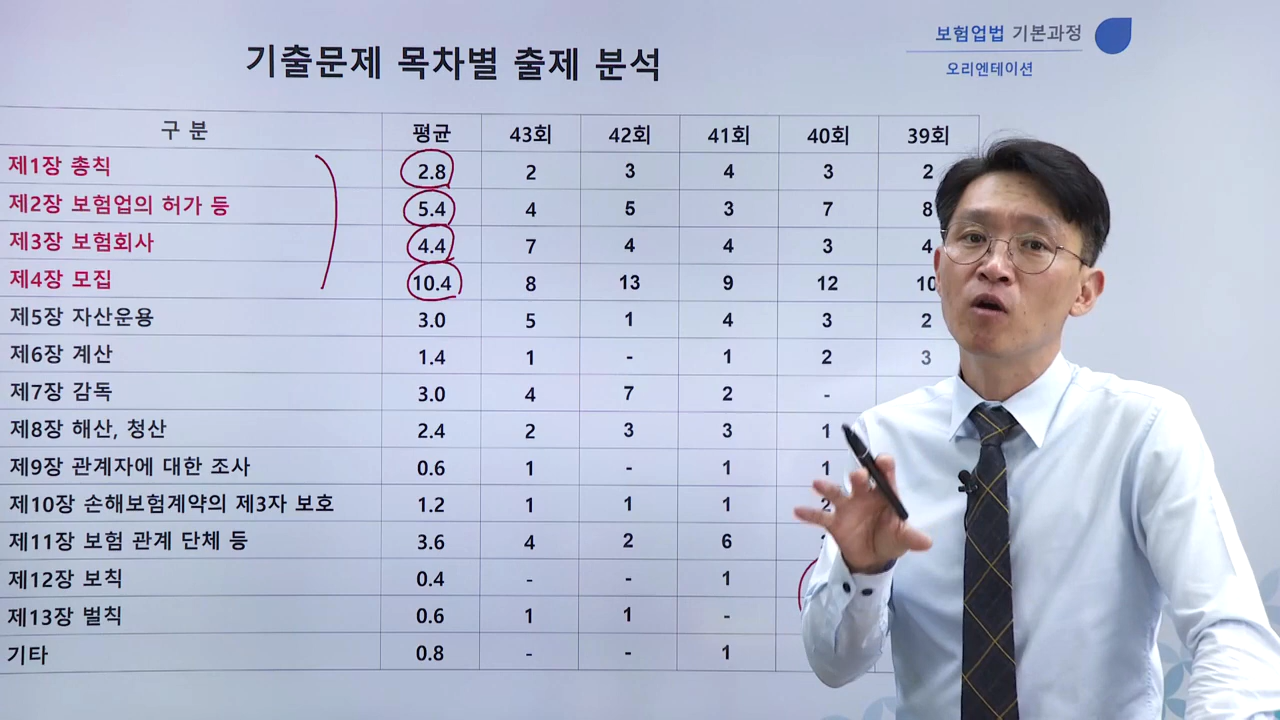 보험업법 기본과정
오리엔테이션
기출문제 목차별 출제 분석
구 분 평균 43회 42회 41회 40회 39회
제1장 총칙 2.8 2 3 4 3 2
제2장 보험업의 허가 등 5.4 4 5 3 7 8
제3장 보험회사 4.4 7 4 4 3 4
제4장 모집 10.4 8 13 9 12 10
제5장 자산운용 3.0 5 1 4 3 2
제6장 계산 1.4 1 - 1 2 3
제7장 감독 3.0 4 7 2 -
제8장 해산, 청산 2.4 2 3 3 1
제9장 관계자에 대한 조사 0.6 1 - 1 1
제10장 손해보험계약의 제3자 보호 1.2 1 1 1 2
제11장 보험 관계 단체 등 3.6 4 2 6
제12장 보칙 0.4 - - 1
제13장 벌칙 0.6 1 1 -
기타 0.8 - - 1